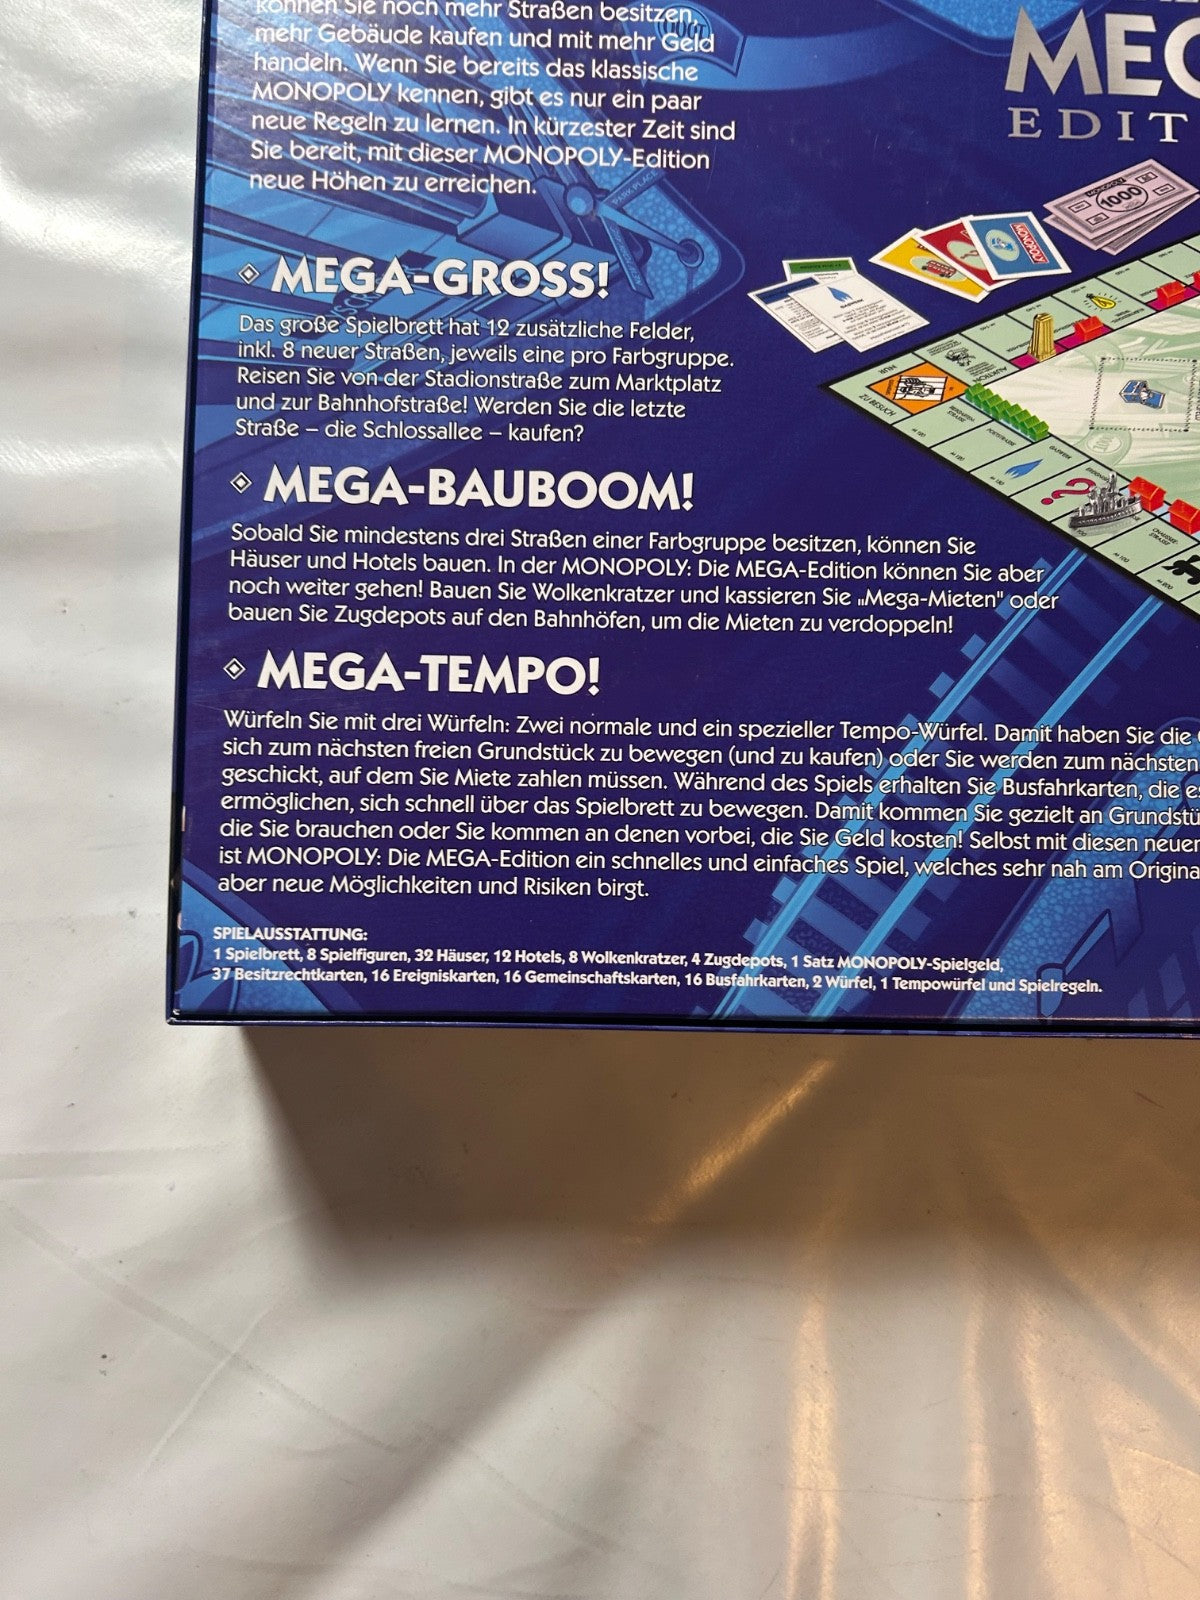 können Sie noch mehr Straßen besitzen,
mehr Gebäude kaufen und mit mehr Geld
handeln. Wenn Sie bereits das klassische
MONOPOLY kennen, gibt es nur ein paar
neue Regeln zu lernen. In kürzester Zeit sind
Sie bereit, mit dieser MONOPOLY-Edition
neue Höhen zu erreichen.
PARK PLACE
MEG
EDIT
MONOPOLY
1000
MONOPOLY
MEGA-GROSS!
Das große Spielbrett hat 12 zusätzliche Felder,
inkl. 8 neuer Straßen, jeweils eine pro Farbgruppe.
Reisen Sie von der Stadionstraße zum Marktplatz
und zur Bahnhofstraße! Werden Sie die letzte
Straße – die Schlossallee – kaufen?
NUR
ZU BESUCH
AUKTION
MEGA-BAUBOOM!
Sobald Sie mindestens drei Straßen einer Farbgruppe besitzen, können Sie
Häuser und Hotels bauen. In der MONOPOLY: Die MEGA-Edition können Sie aber
noch weiter gehen! Bauen Sie Wolkenkratzer und kassieren Sie „Mega-Mieten" oder
bauen Sie Zugdepots auf den Bahnhöfen, um die Mieten zu verdoppeln!
MEGA-TEMPO!
Würfeln Sie mit drei Würfeln: Zwei normale und ein spezieller Tempo-Würfel. Damit haben Sie die
sich zum nächsten freien Grundstück zu bewegen (und zu kaufen) oder Sie werden zum nächsten
geschickt, auf dem Sie Miete zahlen müssen. Während des Spiels erhalten Sie Busfahrkarten, die es
ermöglichen, sich schnell über das Spielbrett zu bewegen. Damit kommen Sie gezielt an Grundstü
die Sie brauchen oder Sie kommen an denen vorbei, die Sie Geld kosten! Selbst mit diesen neuen
ist MONOPOLY: Die MEGA-Edition ein schnelles und einfaches Spiel, welches sehr nah am Origina
aber neue Möglichkeiten und Risiken birgt.
SPIELAUSSTATTUNG:
1 Spielbrett, 8 Spielfiguren, 32 Häuser, 12 Hotels, 8 Wolkenkratzer, 4 Zugdepots, 1 Satz MONOPOLY-Spielgeld,
37 Besitzrechtkarten, 16 Ereigniskarten, 16 Gemeinschaftskarten, 16 Busfahrkarten, 2 Würfel, 1 Tempowürfel und Spielregeln.